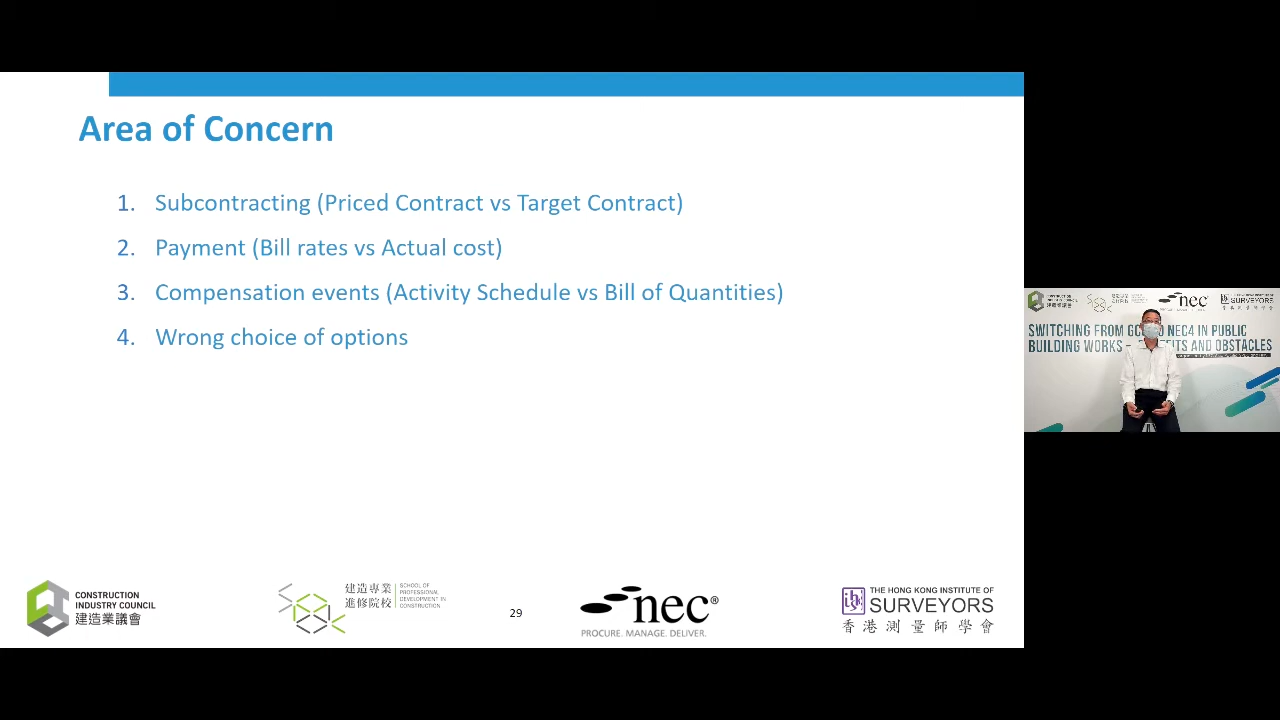 Area of Concern
1. Subcontracting (Priced Contract vs Target Contract)
2. Payment (Bill rates vs Actual cost)
3. Compensation events (Activity Schedule vs Bill of Quantities)
4. Wrong choice of options
CONSTRUCTION
INDUSTRY COUNCIL
建造業議會
建造專業
進修院校
SCHOOL OF
PROFESSIONAL
DEVELOPMENT IN
CONSTRUCTION
29
nec®
PROCURE. MANAGE. DELIVER.
THE HONG KONG INSTITUTE OF
SURVEYORS
香港測量師學會
nec
SURVEYORS
SWITCHING FROM NEC4 IN PUBLIC
BUILDING WORKS AND OBSTACLES